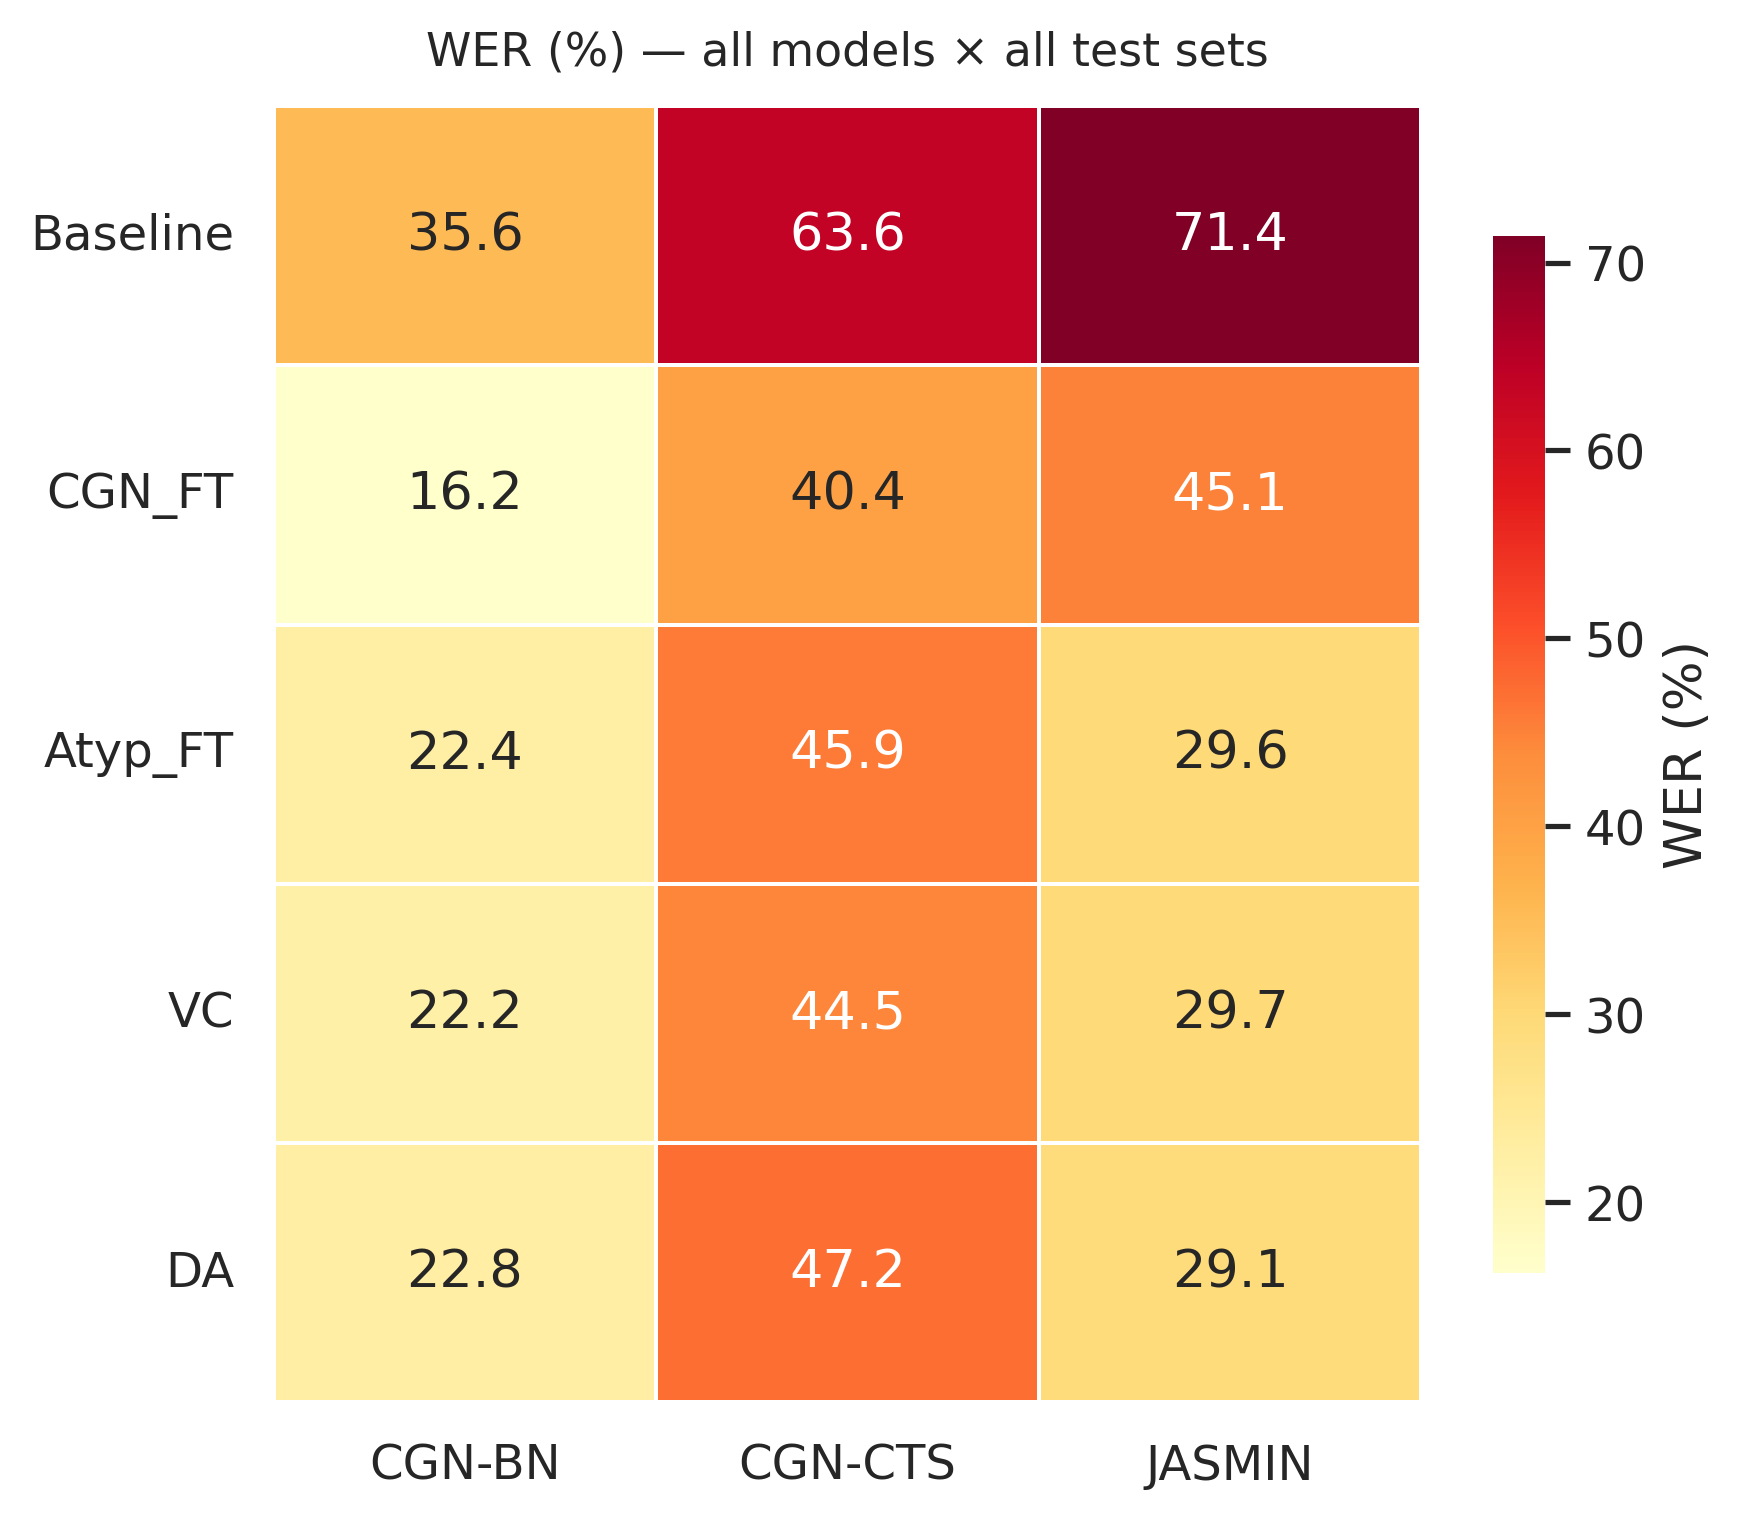 WER (%) — all models × all test sets
Baseline 35.6 63.6 71.4
CGN_FT 16.2 40.4 45.1
Atyp_FT 22.4 45.9 29.6
VC 22.2 44.5 29.7
DA 22.8 47.2 29.1
CGN-BN CGN-CTS JASMIN
70
60
50
40
30
20
WER (%)